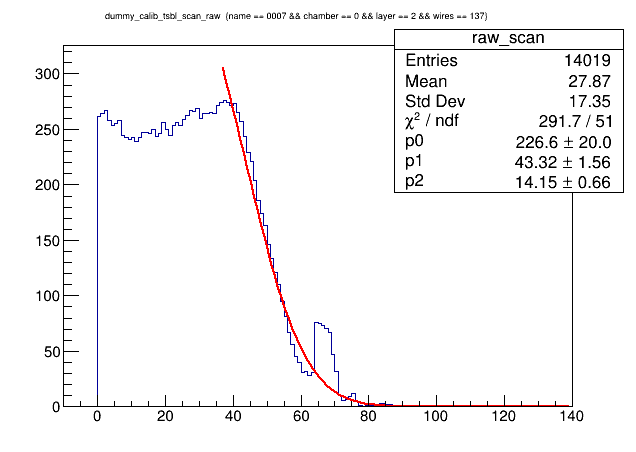 dummy_calib_tsbl_scan_raw (name == 0007 && chamber == 0 && layer == 2 && wires == 137)
raw_scan
Entries 14019
Mean 27.87
Std Dev 17.35
χ² / ndf 291.7 / 51
p0 226.6 ± 20.0
p1 43.32 ± 1.56
p2 14.15 ± 0.66
300
250
200
150
100
50
0
0 20 40 60 80 100 120 140